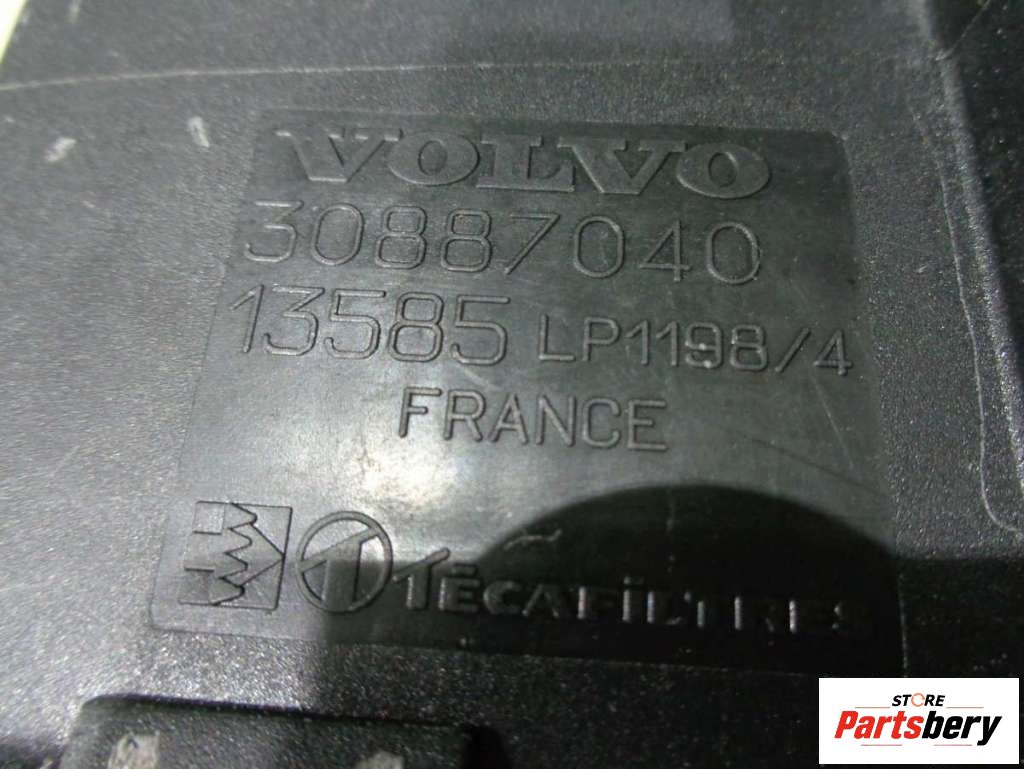 VOLVO
30887040
13585 LP1198/4
FRANCE
TECAFILTRES
STORE
Partsbery